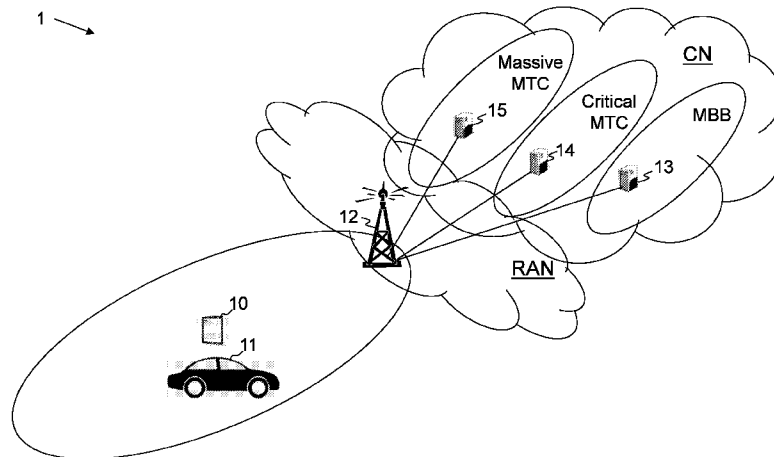 1
Massive
MTC
CN
Critical
MTC
MBB
15
14
13
12
RAN
10
11